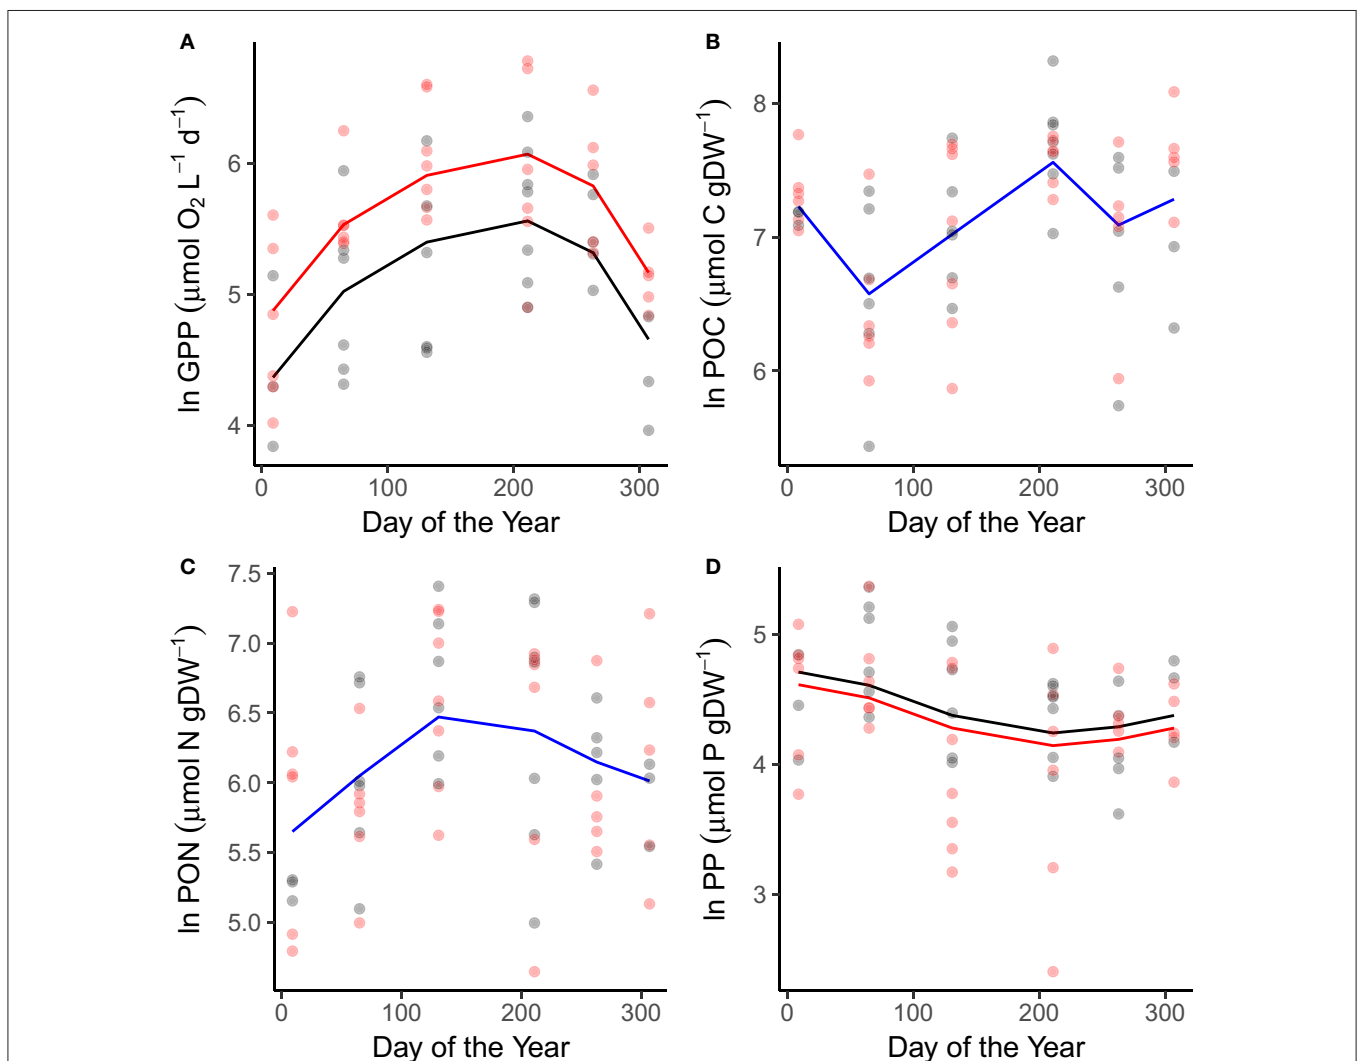 A
ln GPP (μmol O₂ L⁻¹ d⁻¹)
6
5
4
0 100 200 300
Day of the Year
B
ln POC (μmol C gDW⁻¹)
8
7
6
0 100 200 300
Day of the Year
C
ln PON (μmol N gDW⁻¹)
7.5
7.0
6.5
6.0
5.5
5.0
0 100 200 300
Day of the Year
D
ln PP (μmol P gDW⁻¹)
5
4
3
0 100 200 300
Day of the Year